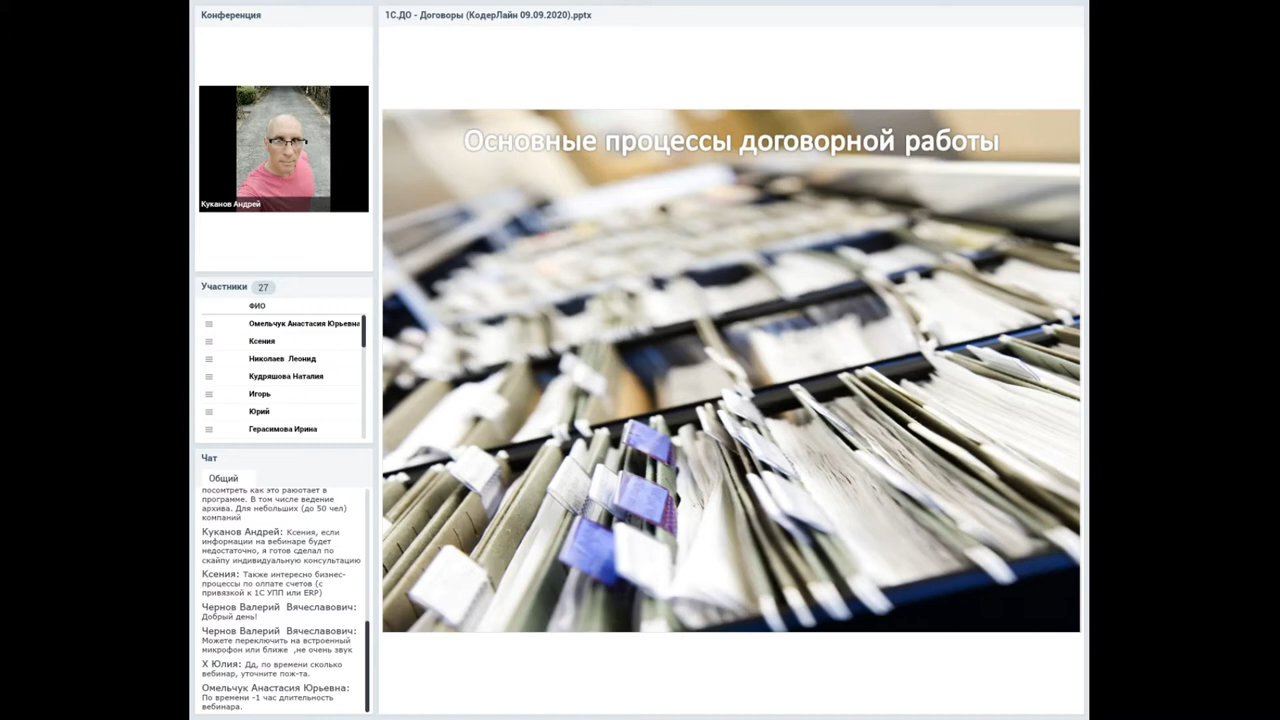 Конференция
Куканов Андрей
Участники 27
ФИО
Омельчук Анастасия Юрьевна
Ксения
Николаев Леонид
Кудряшова Наталия
Игорь
Юрий
Герасимова Ирина
Чат
Общий
посмотреть как это раюотает в
программе. В том числе ведение
архива. Для небольших (до 50 чел)
компаний
Куканов Андрей: Ксения, если
информации на вебинаре будет
недостаточно, я готов сделал по
скайпу индивидуальную консультацию
Ксения: Также интересно бизнес-
процессы по олпате счетов (с
привязкой к 1С УПП или ERP)
Чернов Валерий Вячеславович:
Добрый день!
Чернов Валерий Вячеславович:
Можете переключить на встроенный
микрофон или ближе ,не очень звук
Х Юлия: Дд, по времени сколько
вебинар, уточните пож-та.
Омельчук Анастасия Юрьевна:
По времени -1 час длительность
вебинара.
1С.ДО - Договоры (КодерЛайн 09.09.2020).pptx
Основные процессы договорной работы